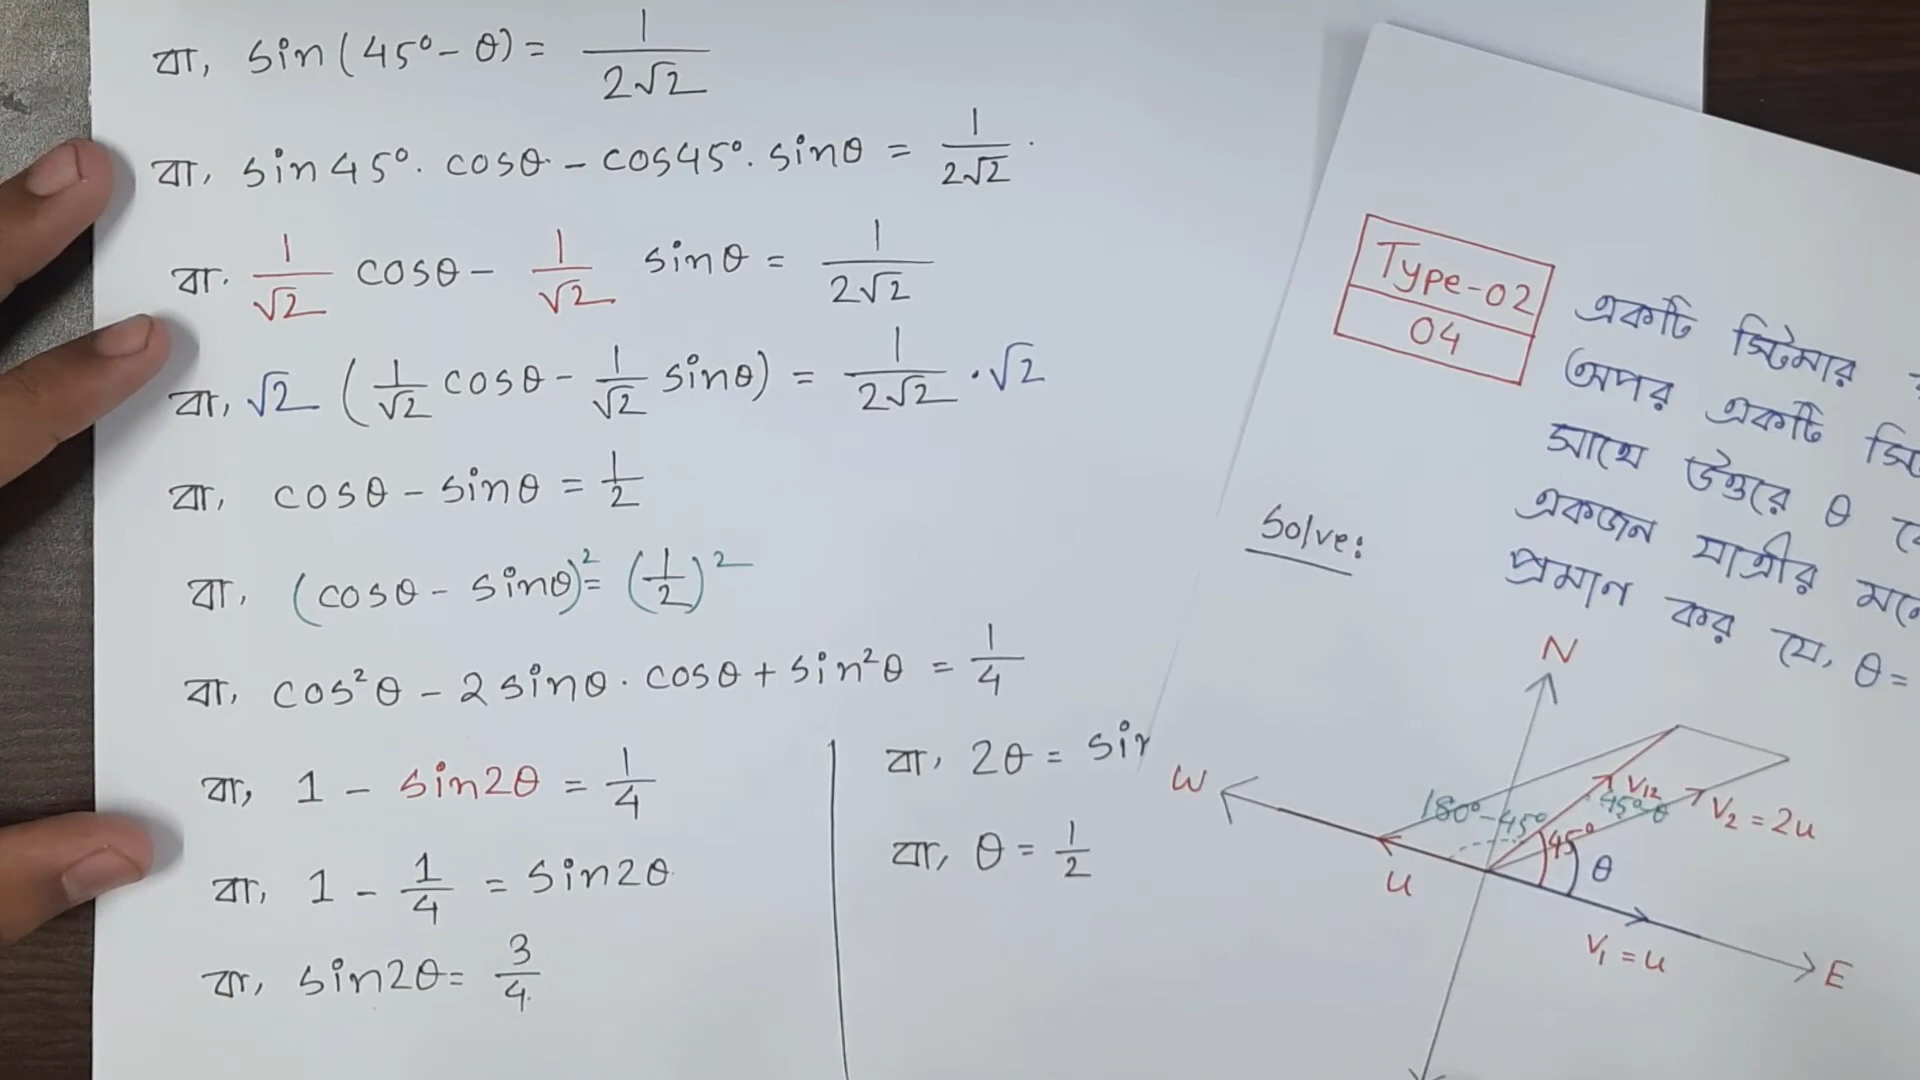 বা, sin(45° - θ) = 1/2√2
বা, sin45°. cosθ - cos45°. sinθ = 1/2√2
বা, 1/√2 cosθ - 1/√2 sinθ = 1/2√2
বা, √2 (1/√2 cosθ - 1/√2 sinθ) = 1/2√2 . √2
বা, cosθ - sinθ = 1/2
বা, (cosθ - sinθ)² = (1/2)²
বা, cos²θ - 2 sinθ. cosθ + sin²θ = 1/4
বা, 1 - sin2θ = 1/4
বা, 1 - 1/4 = sin2θ
বা, sin2θ = 3/4
বা, 2θ = sin
বা, θ = 1/2
Type-02
04
একটি স্টিমার
অপর একটি
সাথে উত্তরে θ
একজন যাত্রীর
প্রমাণ কর যে, θ =
Solve:
N
W
180°-45°
V₁₂
45°-θ
V₂ = 2u
45°
θ
u
V₁ = u
E